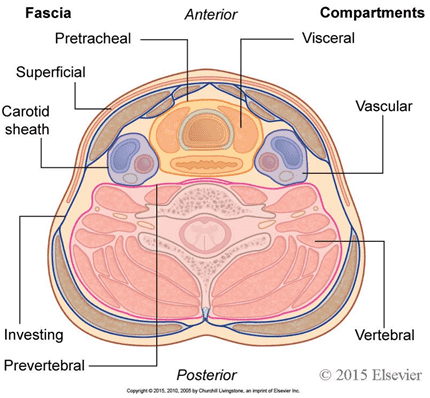 Fascia
Anterior
Compartments
Pretracheal
Visceral
Superficial
Carotid
sheath
Vascular
Investing
Vertebral
Prevertebral
Posterior
© 2015 Elsevier
Copyright © 2015, 2010, 2005 by Churchill Livingstone, an imprint of Elsevier Inc.